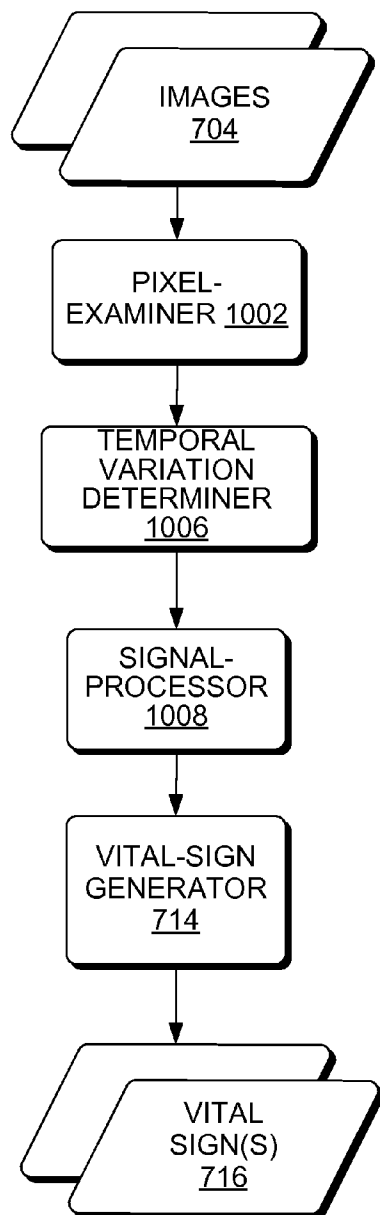 IMAGES
704
PIXEL-
EXAMINER 1002
TEMPORAL
VARIATION
DETERMINER
1006
SIGNAL-
PROCESSOR
1008
VITAL-SIGN
GENERATOR
714
VITAL
SIGN(S)
716